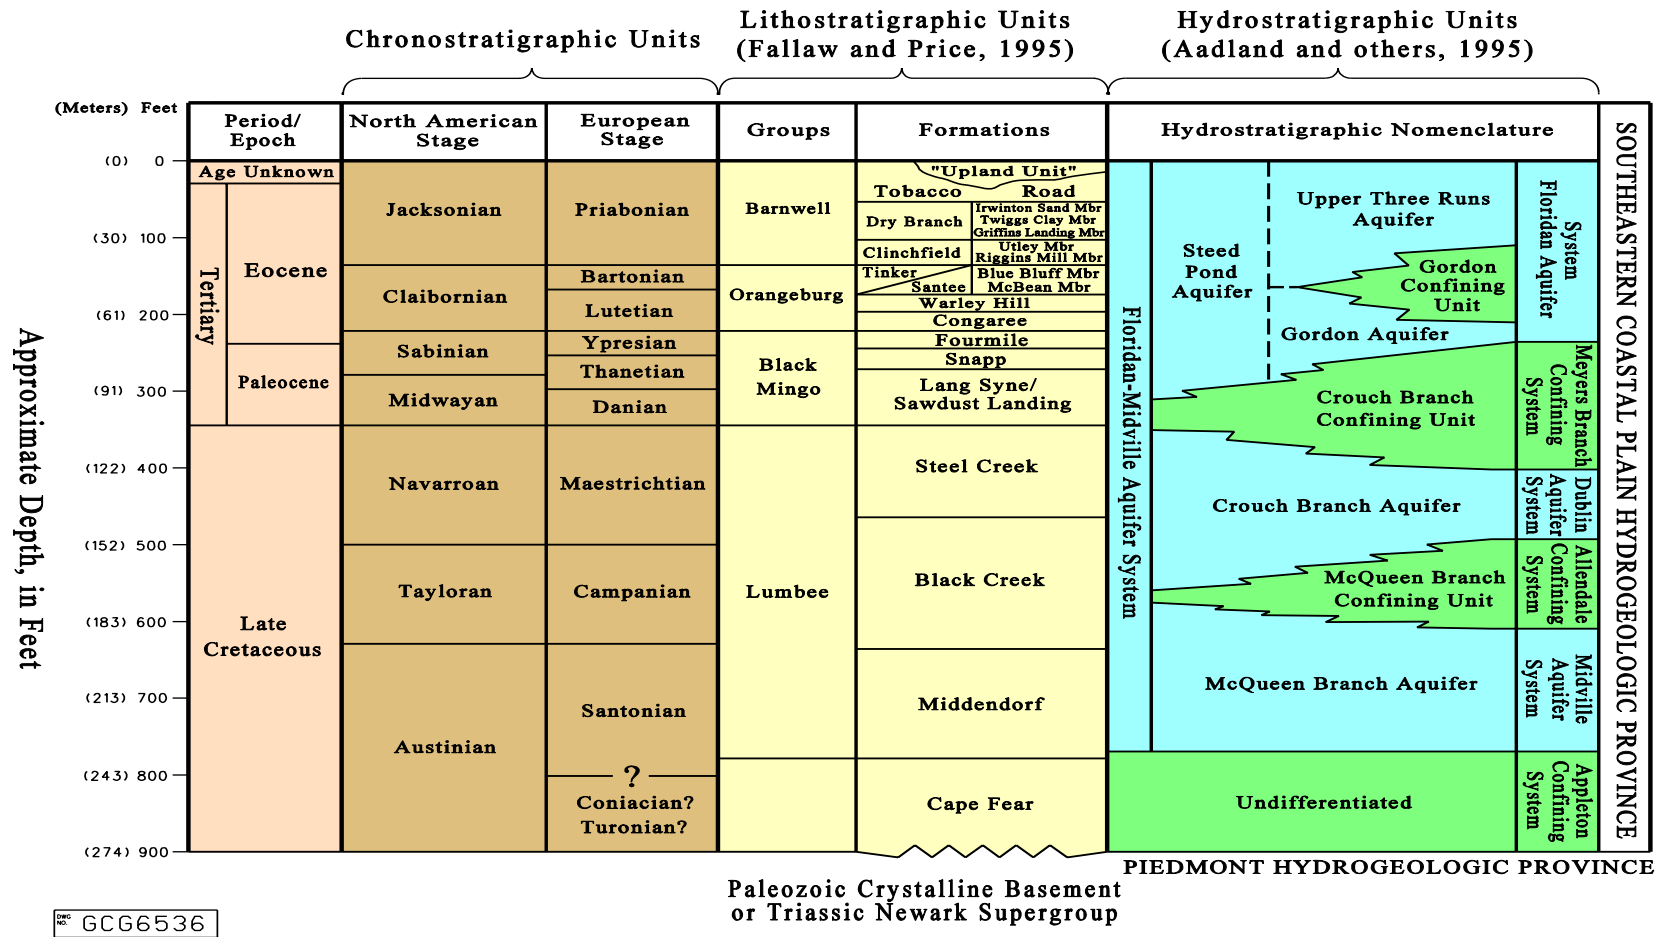 Chronostratigraphic Units
Lithostratigraphic Units
(Fallaw and Price, 1995)
Hydrostratigraphic Units
(Aadland and others, 1995)
(Meters) Feet
Period/
Epoch
North American
Stage
European
Stage
Groups
Formations
Hydrostratigraphic Nomenclature
Approximate Depth, in Feet
(0) 0
(30) 100
(61) 200
(91) 300
(122) 400
(152) 500
(183) 600
(213) 700
(243) 800
(274) 900
Age Unknown
Tertiary
Eocene
Paleocene
Late
Cretaceous
Jacksonian
Claibornian
Sabinian
Midwayan
Navarroan
Tayloran
Austinian
Priabonian
Bartonian
Lutetian
Ypresian
Thanetian
Danian
Maestrichtian
Campanian
Santonian
?
Coniacian?
Turonian?
Barnwell
Orangeburg
Black
Mingo
Lumbee
"Upland Unit"
Tobacco Road
Dry Branch
Irwinton Sand Mbr
Twiggs Clay Mbr
Griffins Landing Mbr
Clinchfield
Utley Mbr
Riggins Mill Mbr
Tinker
Santee
Blue Bluff Mbr
McBean Mbr
Warley Hill
Congaree
Fourmile
Snapp
Lang Syne/
Sawdust Landing
Steel Creek
Black Creek
Middendorf
Cape Fear
Floridan-Midville Aquifer System
Steed
Pond
Aquifer
Upper Three Runs
Aquifer
Gordon
Confining
Unit
Gordon Aquifer
Crouch Branch
Confining Unit
Crouch Branch Aquifer
McQueen Branch
Confining Unit
McQueen Branch Aquifer
Undifferentiated
Floridan Aquifer
System
Meyers Branch
Confining
System
Dublin
Aquifer
System
Allendale
Confining
System
Midville
Aquifer
System
Appleton
Confining
System
SOUTHEASTERN COASTAL PLAIN HYDROGEOLOGIC PROVINCE
PIEDMONT HYDROGEOLOGIC PROVINCE
Paleozoic Crystalline Basement
or Triassic Newark Supergroup
DWG
NO. GCG6536